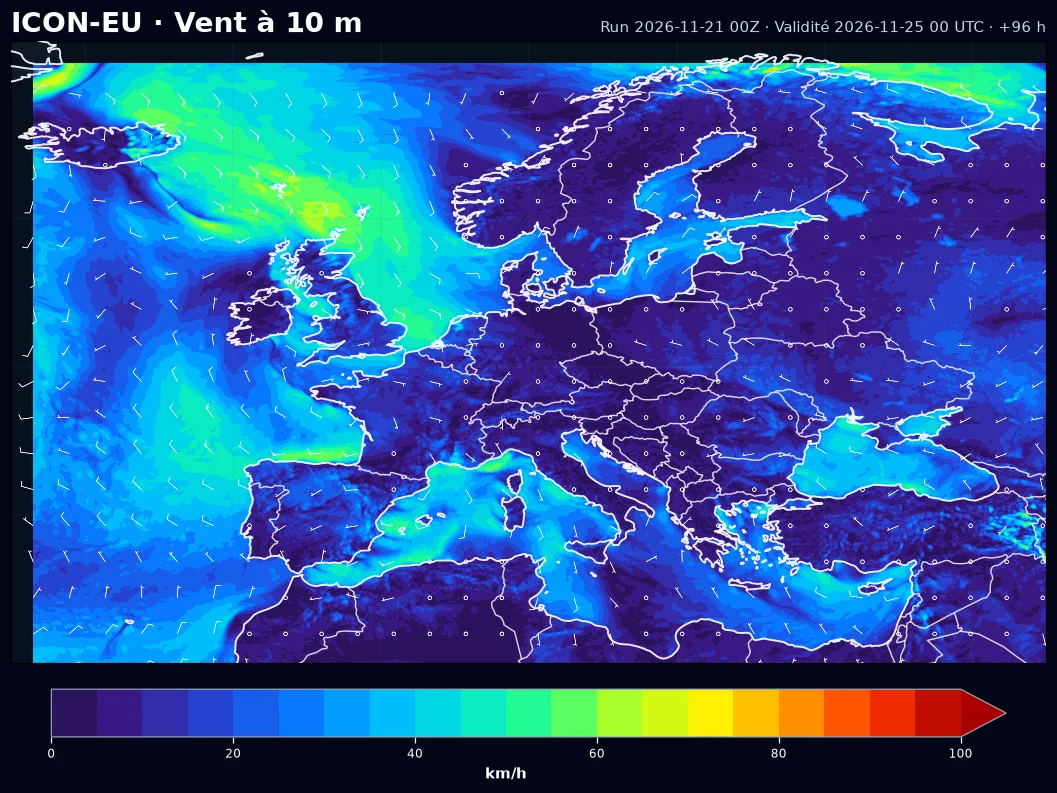 ICON-EU · Vent à 10 m
Run 2026-11-21 00Z · Validité 2026-11-25 00 UTC · +96 h
0 20 40 60 80 100
km/h